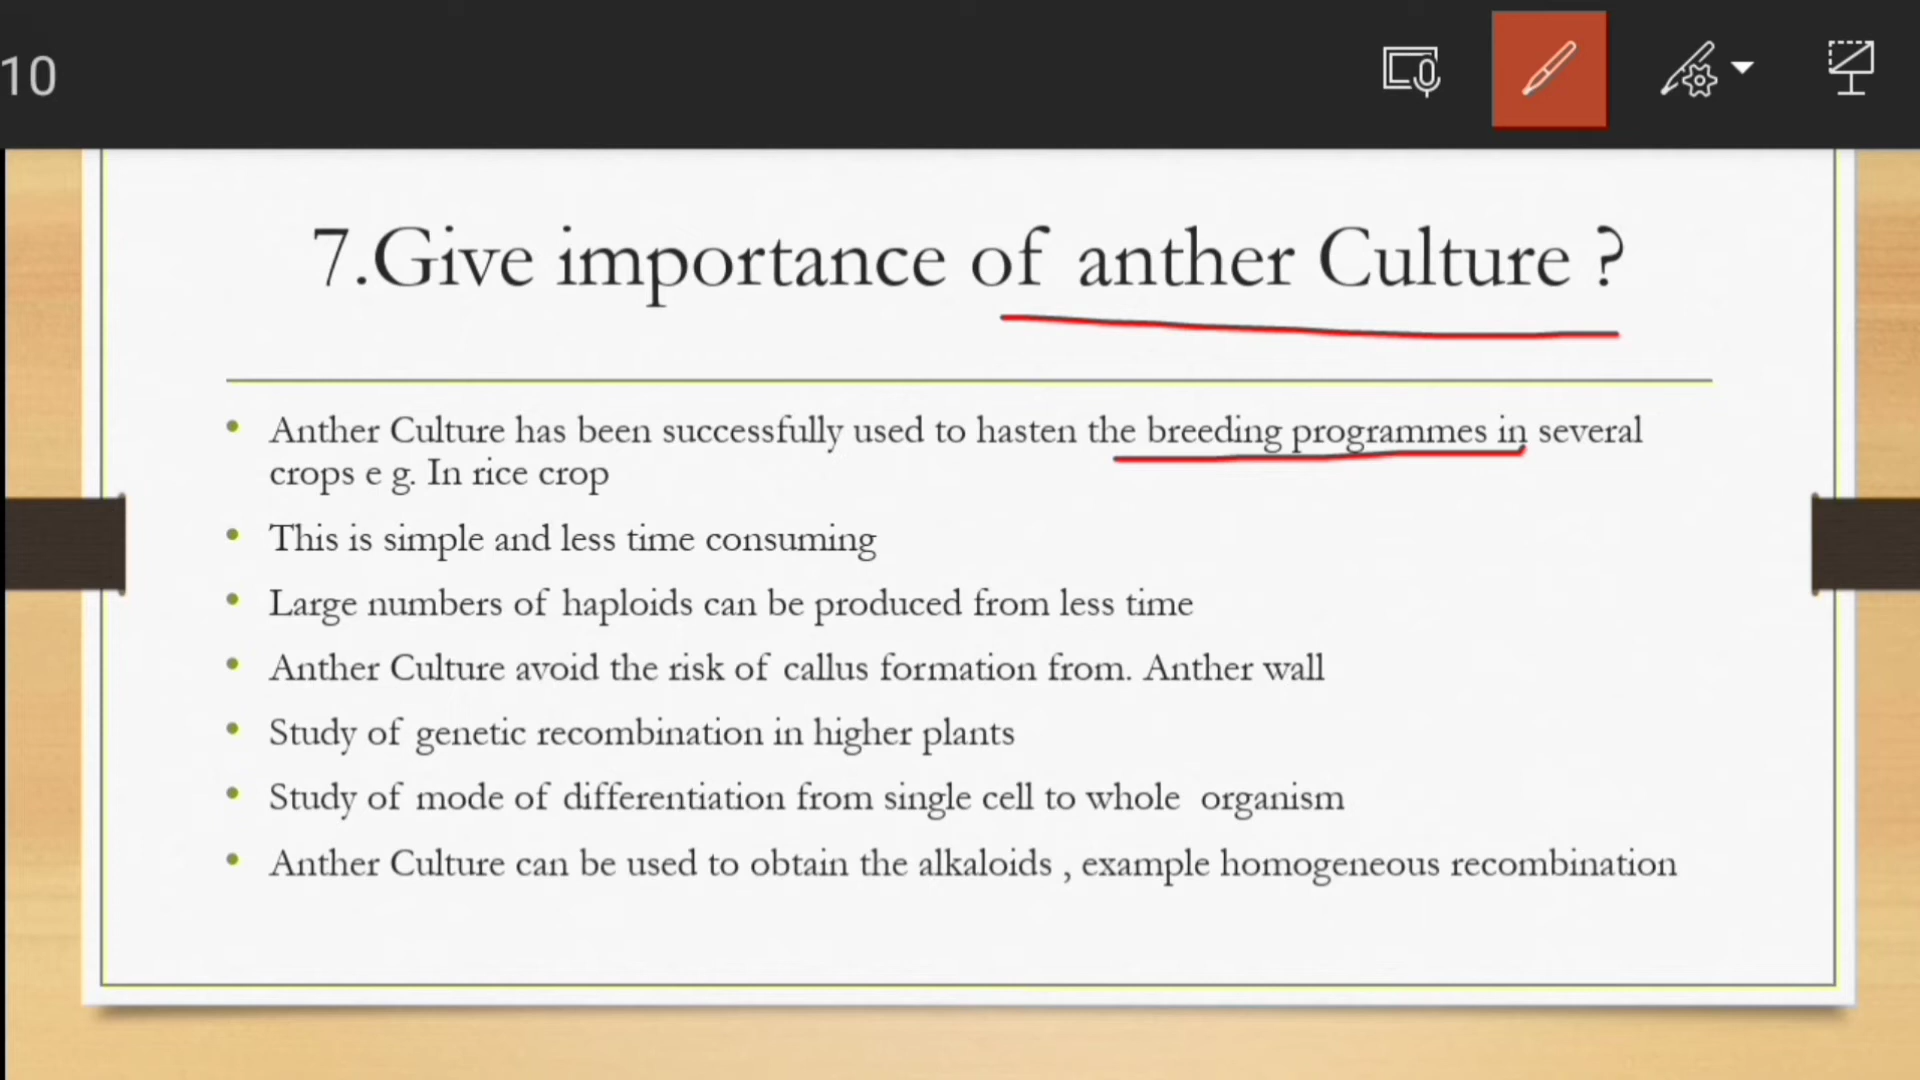 10
7.Give importance of anther Culture ?
• Anther Culture has been successfully used to hasten the breeding programmes in several
crops e g. In rice crop
• This is simple and less time consuming
• Large numbers of haploids can be produced from less time
• Anther Culture avoid the risk of callus formation from. Anther wall
• Study of genetic recombination in higher plants
• Study of mode of differentiation from single cell to whole organism
• Anther Culture can be used to obtain the alkaloids , example homogeneous recombination